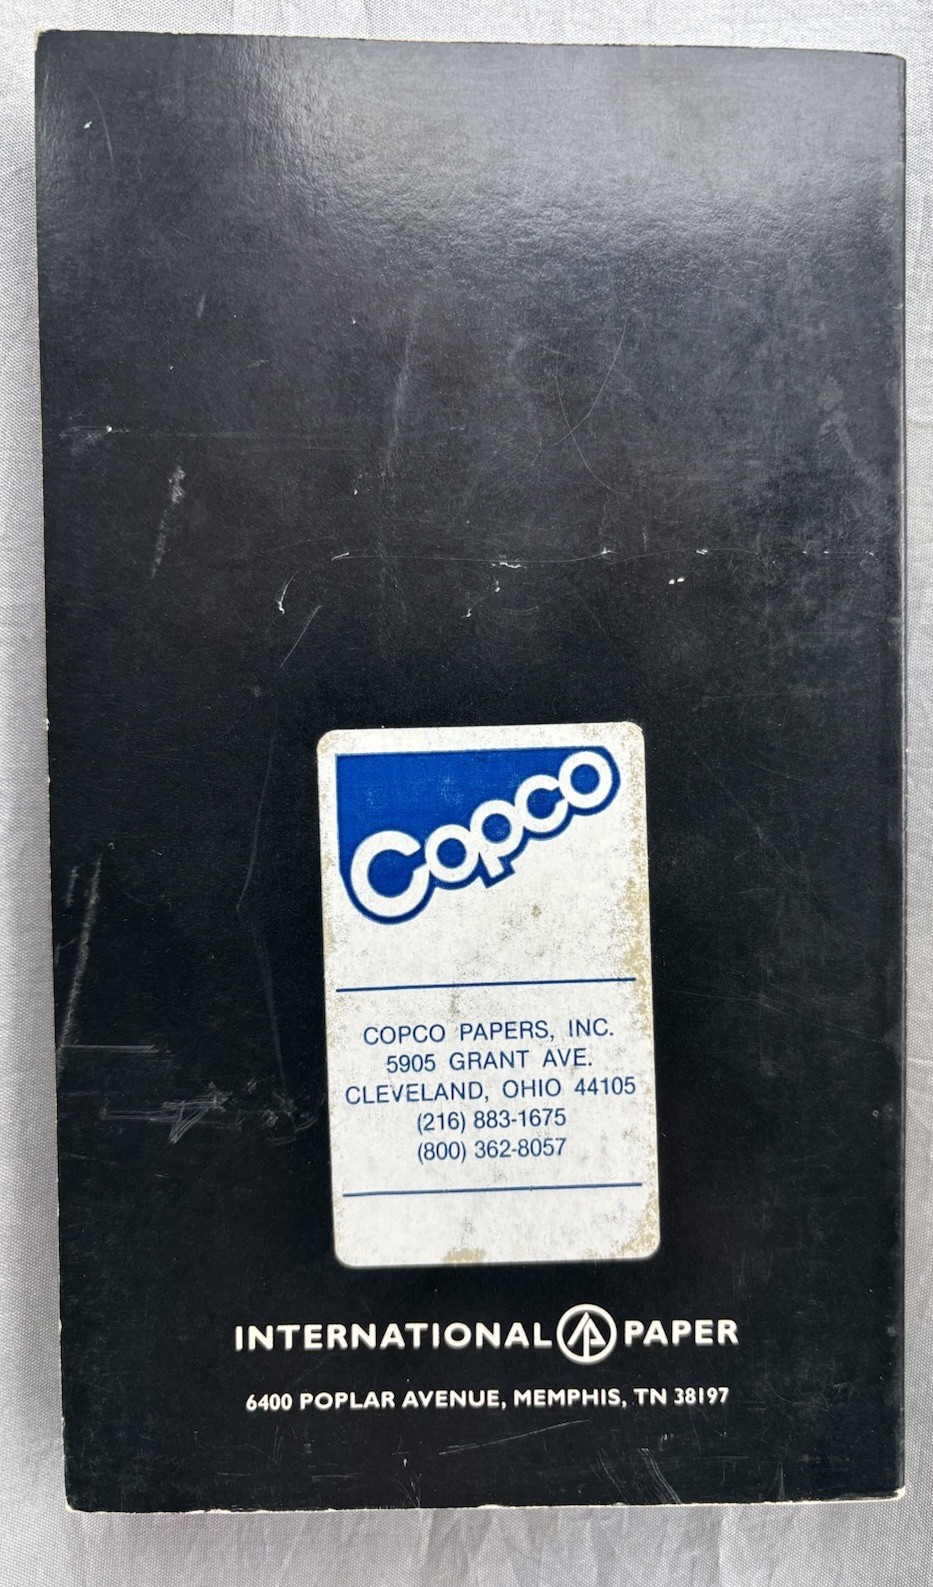 Copco
COPCO PAPERS, INC.
5905 GRANT AVE.
CLEVELAND, OHIO 44105
(216) 883-1675
(800) 362-8057
INTERNATIONAL PAPER
6400 POPLAR AVENUE, MEMPHIS, TN 38197